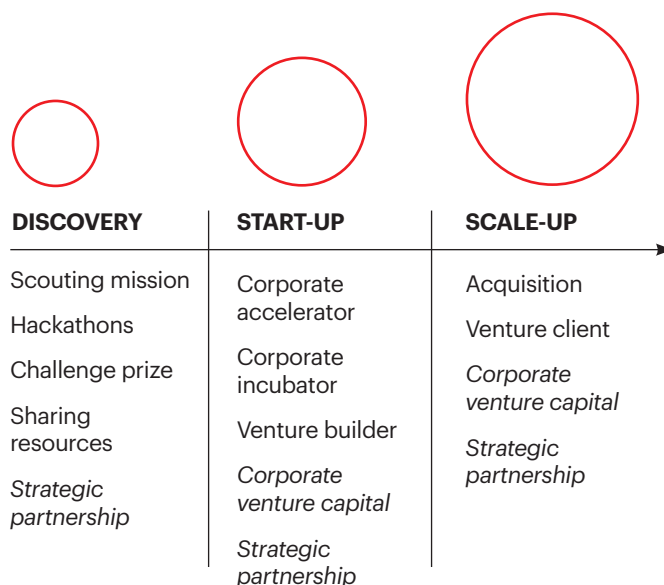 DISCOVERY
START-UP
SCALE-UP
Scouting mission
Hackathons
Challenge prize
Sharing
resources
Strategic
partnership
Corporate
accelerator
Corporate
incubator
Venture builder
Corporate
venture capital
Strategic
partnership
Acquisition
Venture client
Corporate
venture capital
Strategic
partnership